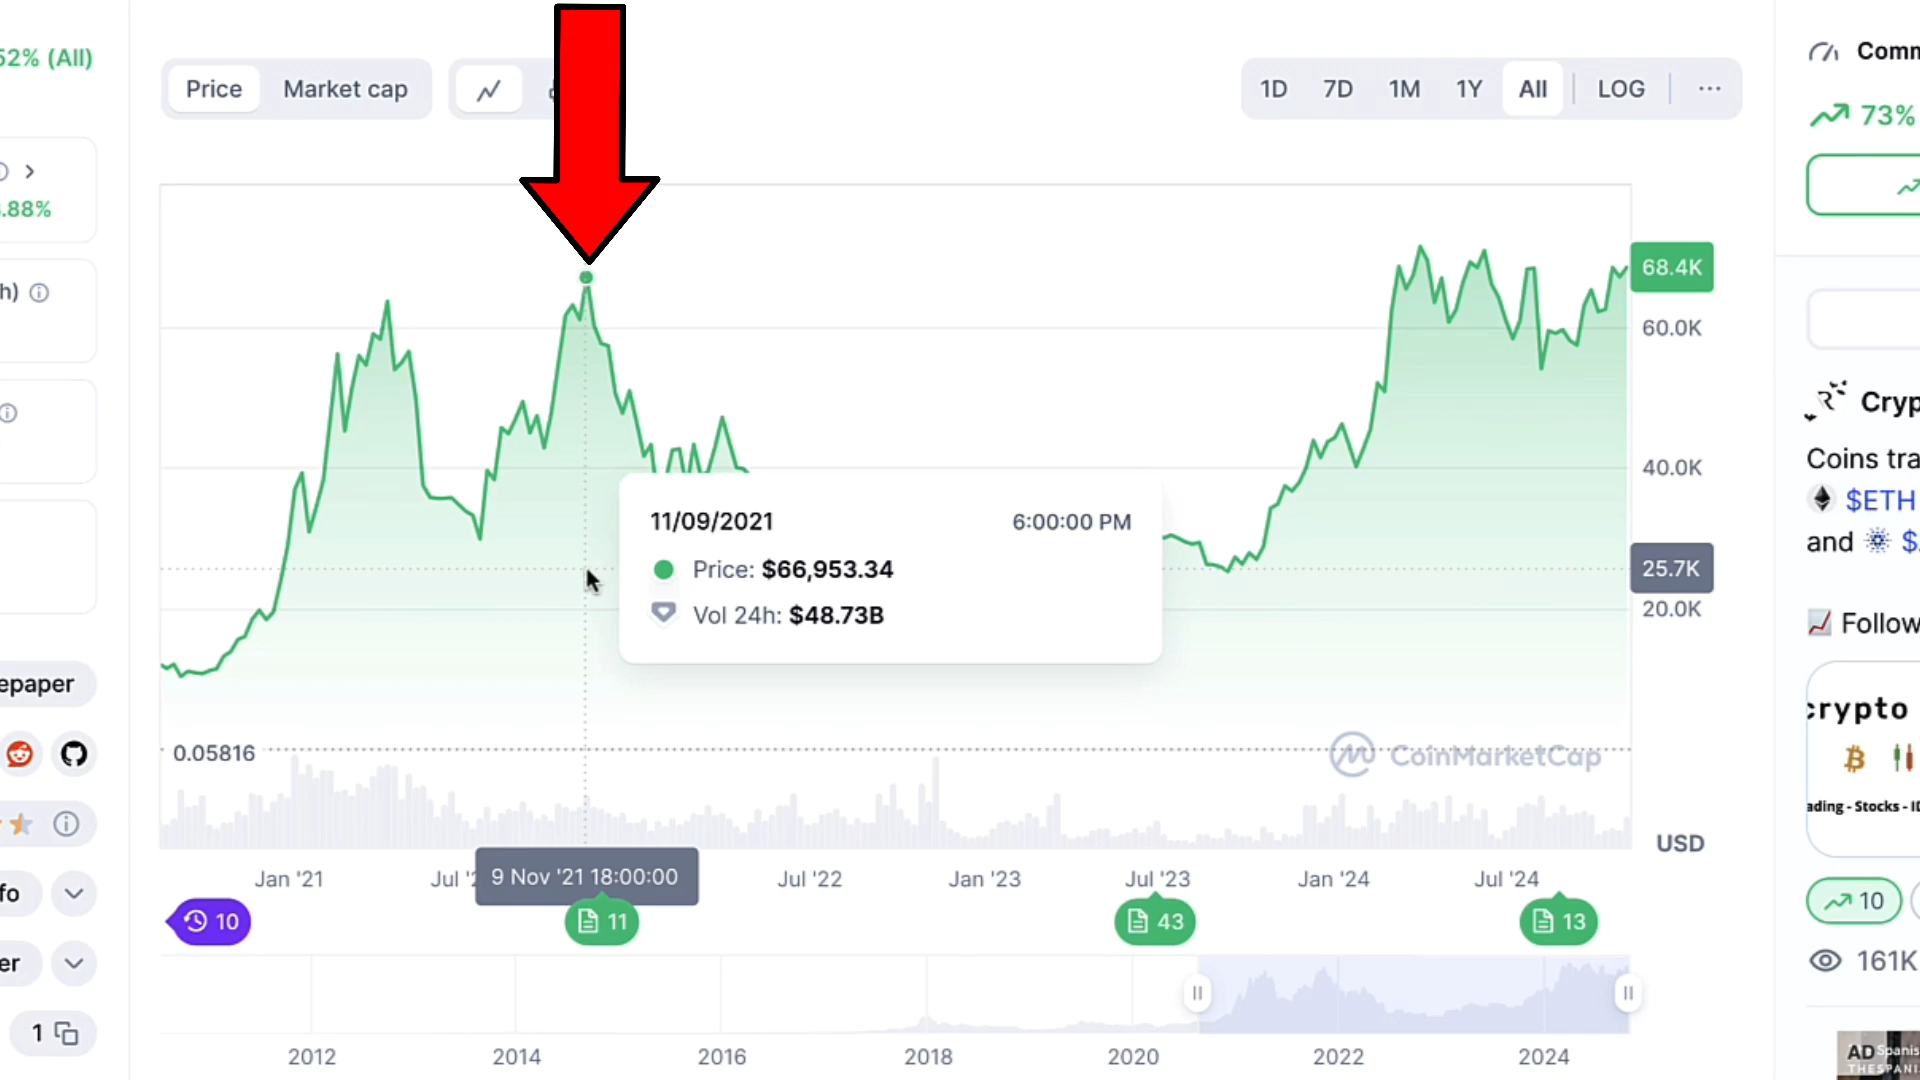 52% (All)
Price
Market cap
1D
7D
1M
1Y
All
LOG
Comm
73%
.88%
68.4K
60.0K
h)
40.0K
Cryp
Coins tra
$ETH
and $
11/09/2021
6:00:00 PM
Price: $66,953.34
Vol 24h: $48.73B
25.7K
20.0K
Follow
epaper
crypto
0.05816
CoinMarketCap
ading - Stocks - ID
USD
Jan '21
Jul '2
9 Nov '21 18:00:00
Jul '22
Jan '23
Jul '23
Jan '24
Jul '24
fo
10
11
43
13
10
er
161K
1
2012
2014
2016
2018
2020
2022
2024
AD
Spanis
THESPANI